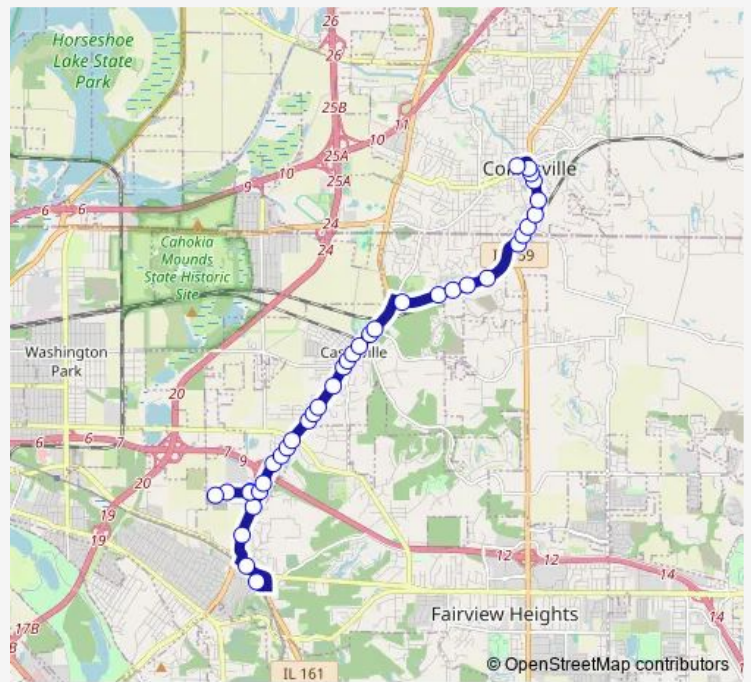 26
Horseshoe
Lake State
Park
26
25B
11
10
25A
10
9
25A
6
6
24
24
Cahokia
Mounds
State Historic
Site
Washington
Park
20
6
6
7
7
9
20
19
19
12
12
14
14
17B
B
Fairview Heights
IL 161
© OpenStreetMap contributors